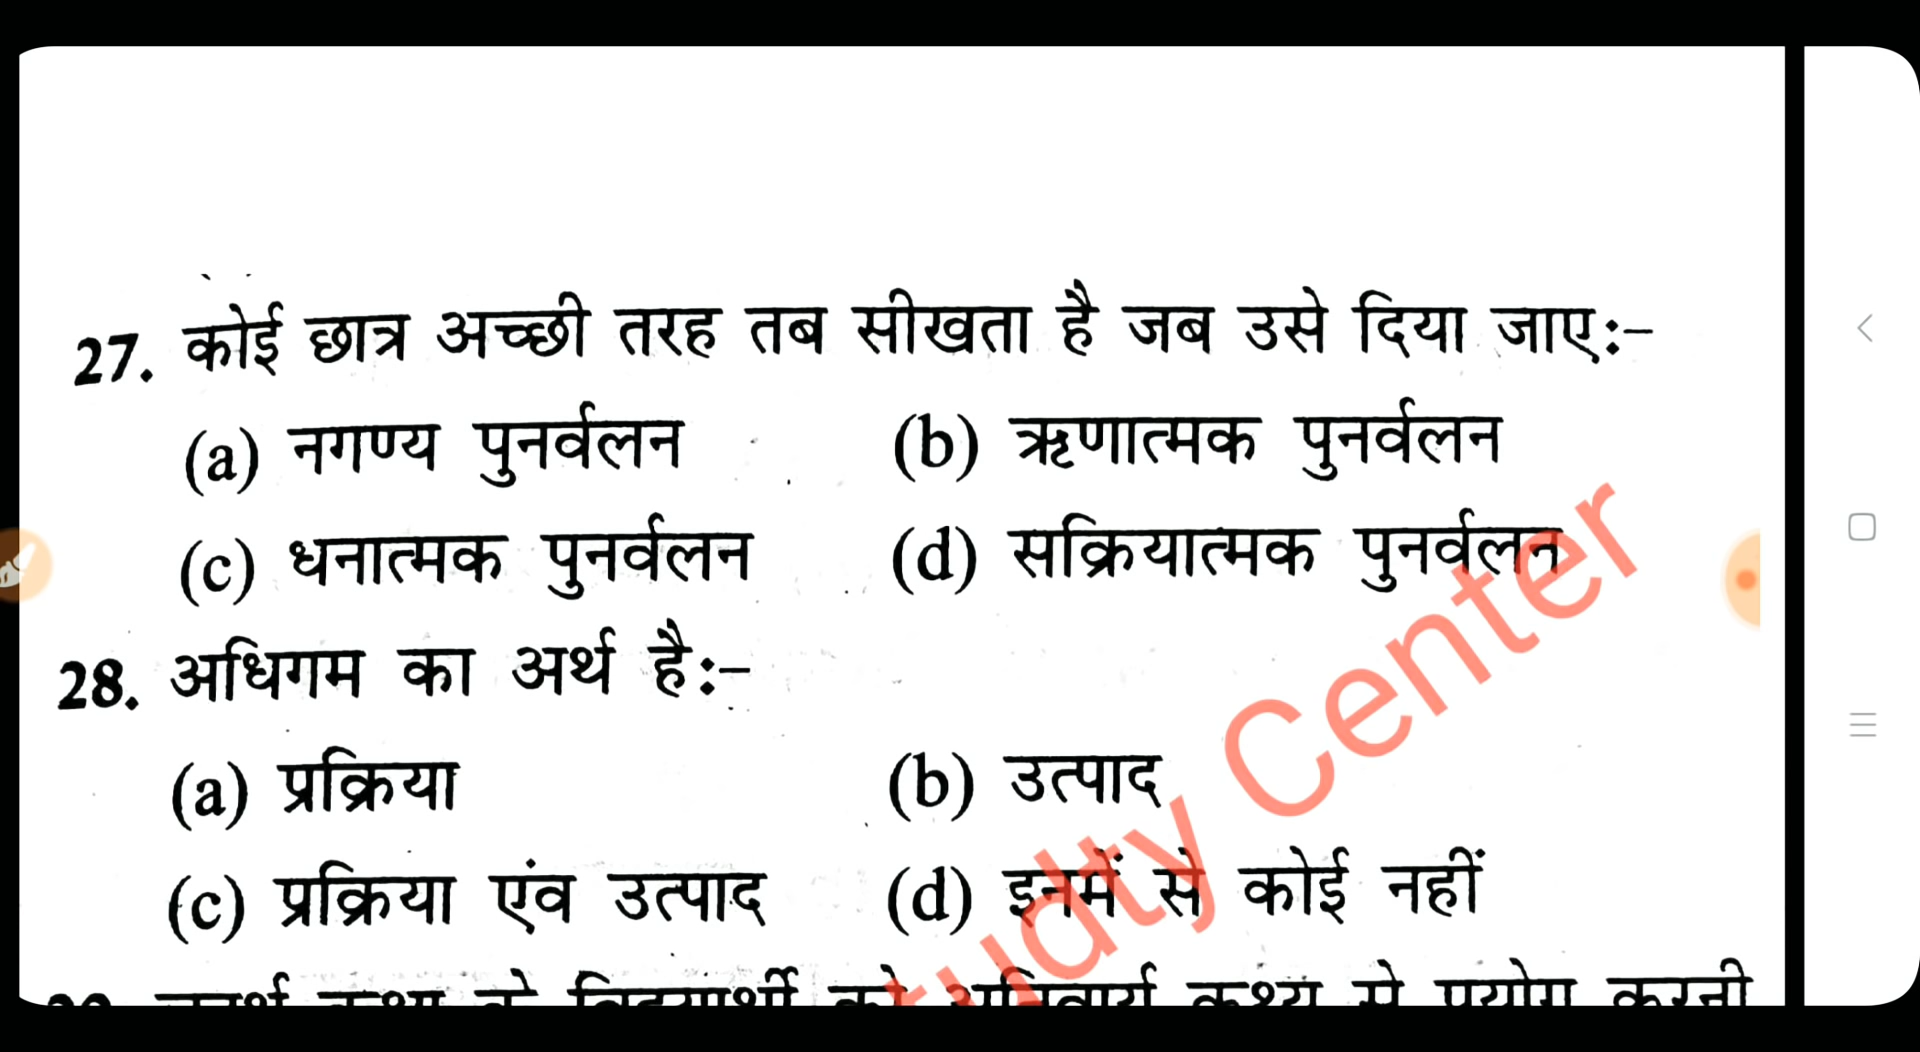 27. कोई छात्र अच्छी तरह तब सीखता है जब उसे दिया जाए:–
(a) नगण्य पुनर्वलन (b) ऋणात्मक पुनर्वलन
(c) धनात्मक पुनर्वलन (d) सक्रियात्मक पुनर्वलन
28. अधिगम का अर्थ है:–
(a) प्रक्रिया (b) उत्पाद
(c) प्रक्रिया एंव उत्पाद (d) इनमें से कोई नहीं
tudty Center